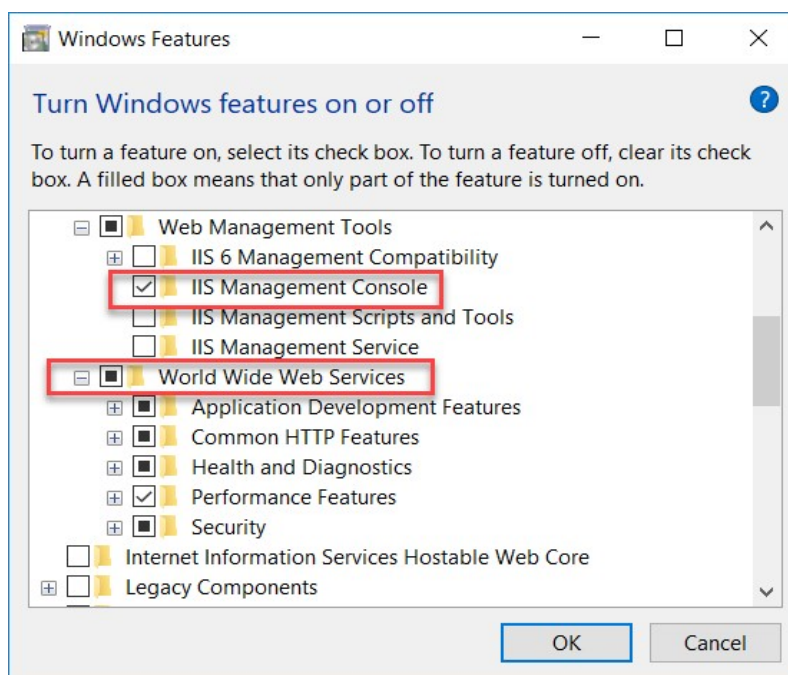 Windows Features
Turn Windows features on or off
?
To turn a feature on, select its check box. To turn a feature off, clear its check
box. A filled box means that only part of the feature is turned on.
Web Management Tools
IIS 6 Management Compatibility
IIS Management Console
IIS Management Scripts and Tools
IIS Management Service
World Wide Web Services
Application Development Features
Common HTTP Features
Health and Diagnostics
Performance Features
Security
Internet Information Services Hostable Web Core
Legacy Components
OK Cancel